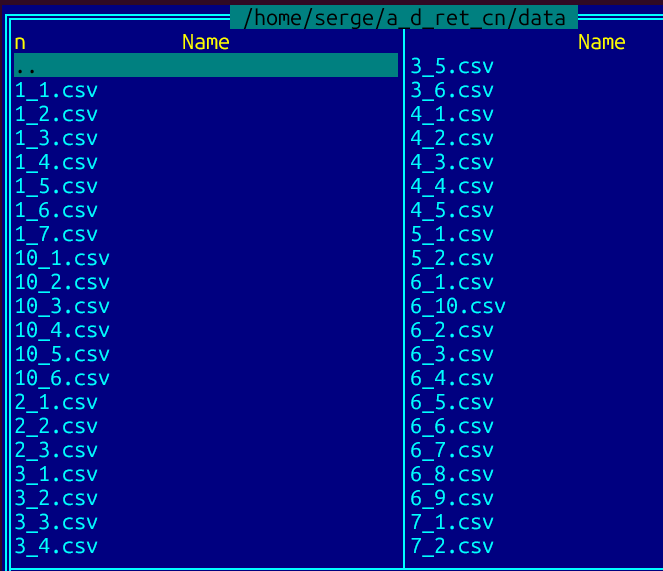 /home/serge/a_d_ret_cn/data
n Name
..
1_1.csv
1_2.csv
1_3.csv
1_4.csv
1_5.csv
1_6.csv
1_7.csv
10_1.csv
10_2.csv
10_3.csv
10_4.csv
10_5.csv
10_6.csv
2_1.csv
2_2.csv
2_3.csv
3_1.csv
3_2.csv
3_3.csv
3_4.csv
Name
3_5.csv
3_6.csv
4_1.csv
4_2.csv
4_3.csv
4_4.csv
4_5.csv
5_1.csv
5_2.csv
6_1.csv
6_10.csv
6_2.csv
6_3.csv
6_4.csv
6_5.csv
6_6.csv
6_7.csv
6_8.csv
6_9.csv
7_1.csv
7_2.csv